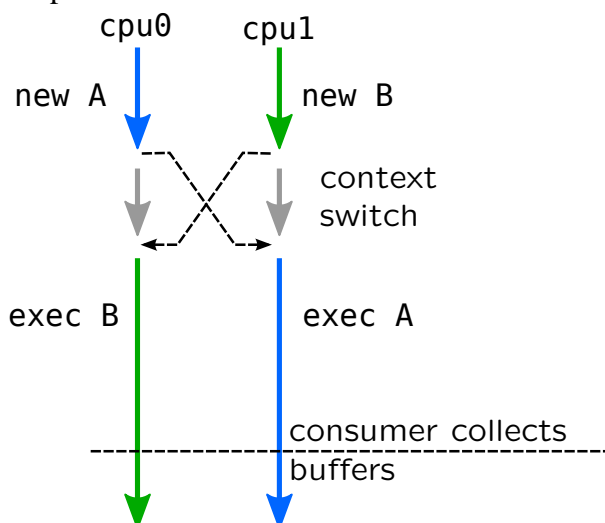 cpu0 cpu1
new A new B
context
switch
exec B exec A
consumer collects
buffers